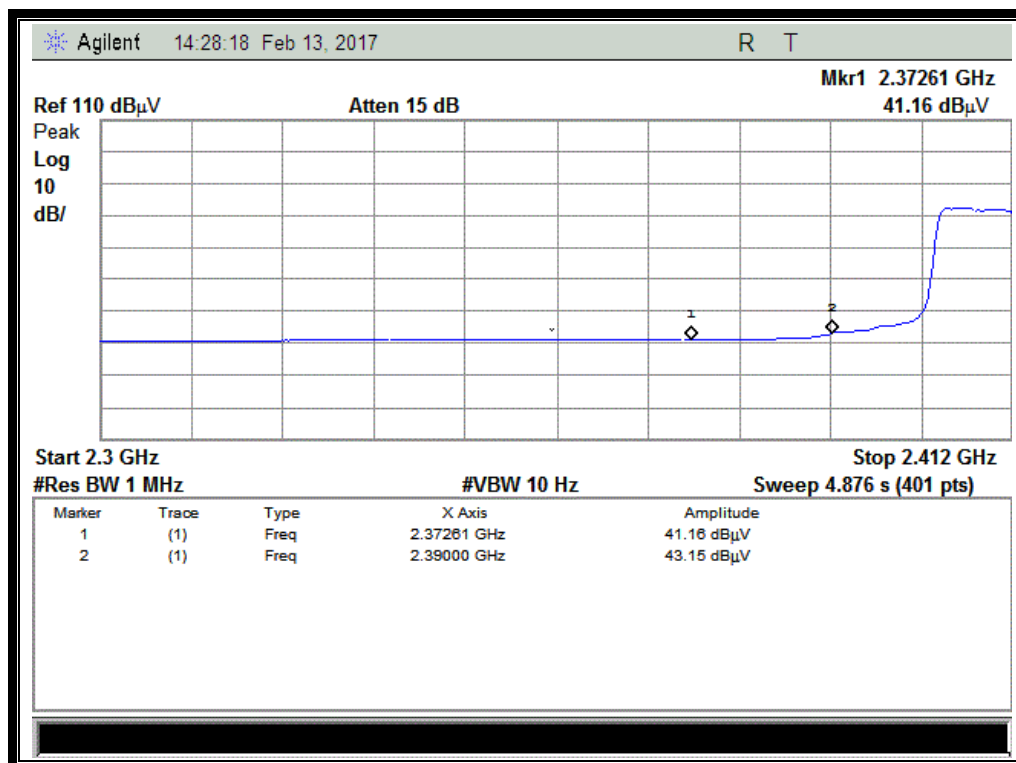 Agilent 14:28:18 Feb 13, 2017 R T
Mkr1 2.37261 GHz
Ref 110 dBμV Atten 15 dB 41.16 dBμV
Peak
Log
10
dB/
1
2
Start 2.3 GHz Stop 2.412 GHz
#Res BW 1 MHz #VBW 10 Hz Sweep 4.876 s (401 pts)
Marker Trace Type X Axis Amplitude
1 (1) Freq 2.37261 GHz 41.16 dBμV
2 (1) Freq 2.39000 GHz 43.15 dBμV